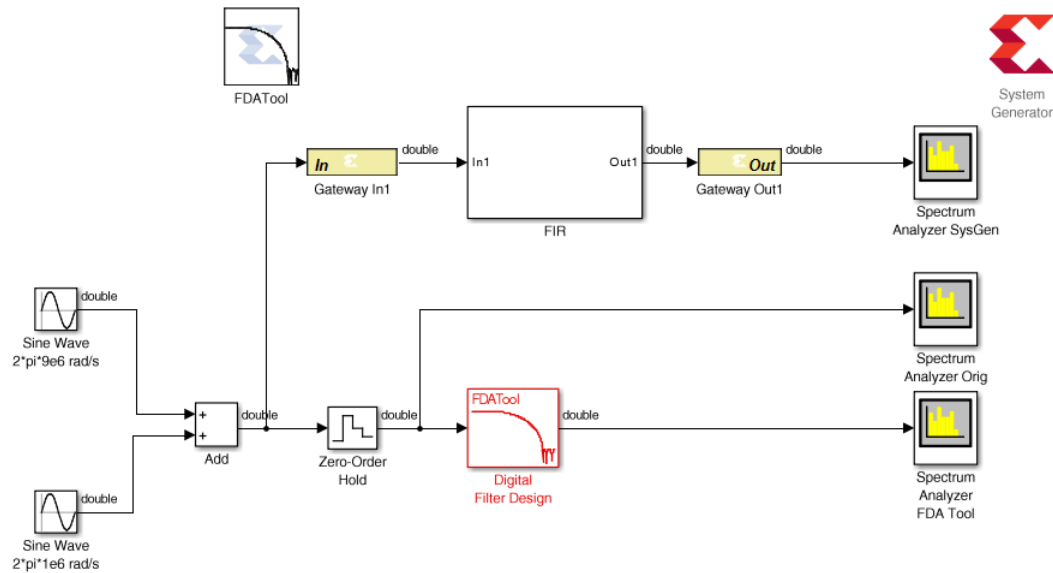 FDATool
System
Generator
double
double
double
double
In
In1
Out1
Out
Gateway In1
Gateway Out1
FIR
Spectrum
Analyzer SysGen
double
Sine Wave
2*pi*9e6 rad/s
Spectrum
Analyzer Orig
FDATool
+
+
double
double
double
Add
Zero-Order
Hold
Digital
Filter Design
Spectrum
Analyzer
FDA Tool
double
Sine Wave
2*pi*1e6 rad/s